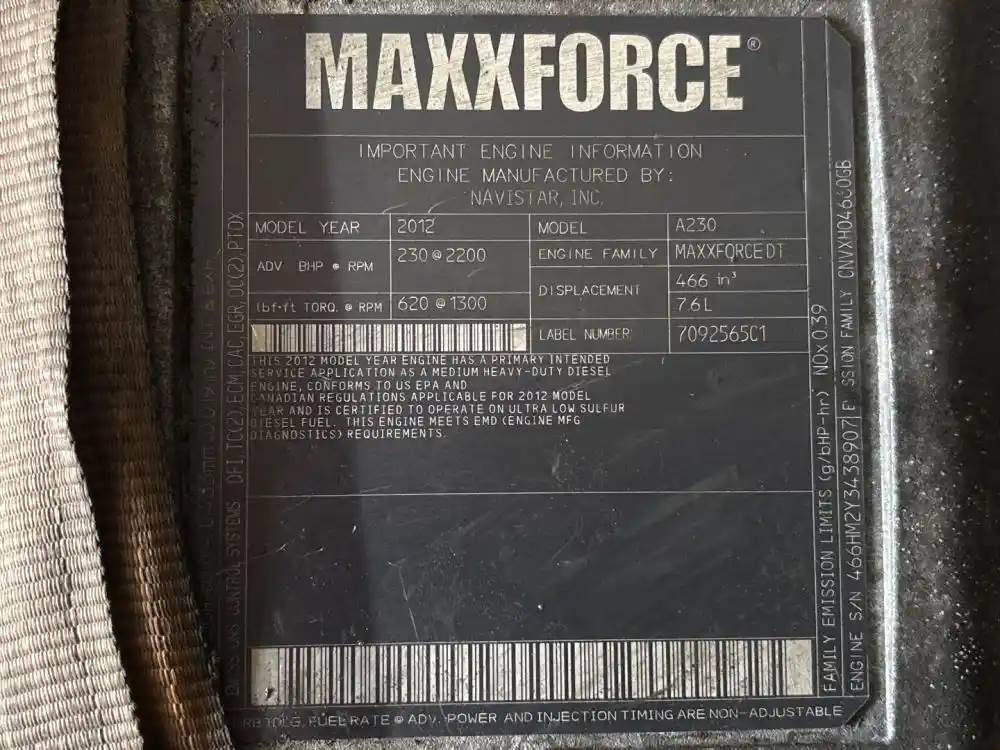 MAXXFORCE®
IMPORTANT ENGINE INFORMATION
ENGINE MANUFACTURED BY:
NAVISTAR, INC.
MODEL YEAR 2012 MODEL A230
ADV. BHP @ RPM 230 @ 2200 ENGINE FAMILY MAXXFORCE DT
DISPLACEMENT 466 in³
7.6L
lbf-ft TORQ. @ RPM 620 @ 1300
LABEL NUMBER 7092565C1
THIS 2012 MODEL YEAR ENGINE HAS A PRIMARY INTENDED
SERVICE APPLICATION AS A MEDIUM HEAVY-DUTY DIESEL
ENGINE, CONFORMS TO US EPA AND
CANADIAN REGULATIONS APPLICABLE FOR 2012 MODEL
YEAR AND IS CERTIFIED TO OPERATE ON ULTRA LOW SULFUR
DIESEL FUEL. THIS ENGINE MEETS EMD (ENGINE MFG
DIAGNOSTICS) REQUIREMENTS.
FUEL RATE @ ADV. POWER AND INJECTION TIMING ARE NON-ADJUSTABLE
CONTROL SYSTEMS DFI, TC(2), ECM, CAC, EGR, OC(2), PTOX
FAMILY EMISSION LIMITS (g/bHP-hr) NOx 0.39
ENGINE S/N 466HM2Y3438907 FAMILY